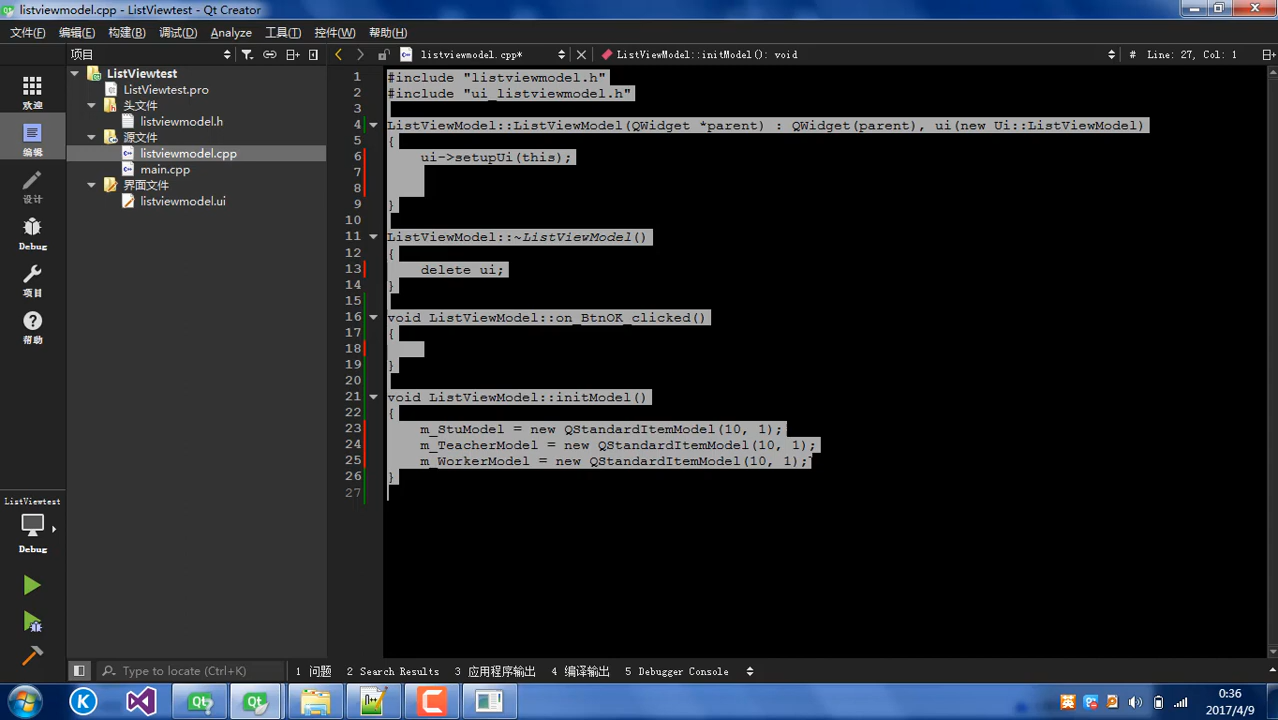 listviewmodel.cpp - ListViewtest - Qt Creator
文件(F) 编辑(E) 构建(B) 调试(D) Analyze 工具(T) 控件(W) 帮助(H)
项目 listviewmodel.cpp* ListViewModel::initModel(): void # Line: 27, Col: 1
欢迎
编辑
设计
Debug
项目
帮助
ListViewtest
Debug
ListViewtest
ListViewtest.pro
头文件
listviewmodel.h
源文件
listviewmodel.cpp
main.cpp
界面文件
listviewmodel.ui
1 #include "listviewmodel.h"
2 #include "ui_listviewmodel.h"
3
4 ListViewModel::ListViewModel(QWidget *parent) : QWidget(parent), ui(new Ui::ListViewModel)
5 {
6 ui->setupUi(this);
7
8
9 }
10
11 ListViewModel::~ListViewModel()
12 {
13 delete ui;
14 }
15
16 void ListViewModel::on_BtnOK_clicked()
17 {
18
19 }
20
21 void ListViewModel::initModel()
22 {
23 m_StuModel = new QStandardItemModel(10, 1);
24 m_TeacherModel = new QStandardItemModel(10, 1);
25 m_WorkerModel = new QStandardItemModel(10, 1);
26 }
27
Type to locate (Ctrl+K) 1 问题 2 Search Results 3 应用程序输出 4 编译输出 5 Debugger Console
英
0:36
2017/4/9